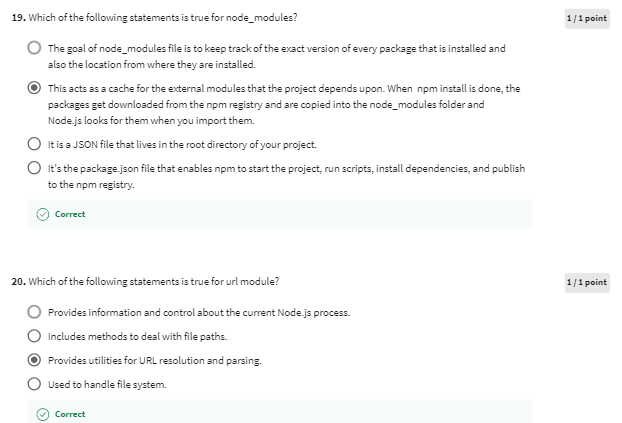 19. Which of the following statements is true for node_modules?
1 / 1 point
The goal of node_modules file is to keep track of the exact version of every package that is installed and
also the location from where they are installed.
This acts as a cache for the external modules that the project depends upon. When npm install is done, the
packages get downloaded from the npm registry and are copied into the node_modules folder and
Node.js looks for them when you import them.
It is a JSON file that lives in the root directory of your project.
It's the package.json file that enables npm to start the project, run scripts, install dependencies, and publish
to the npm registry.
Correct
20. Which of the following statements is true for url module?
1 / 1 point
Provides information and control about the current Node.js process.
Includes methods to deal with file paths.
Provides utilities for URL resolution and parsing.
Used to handle file system.
Correct